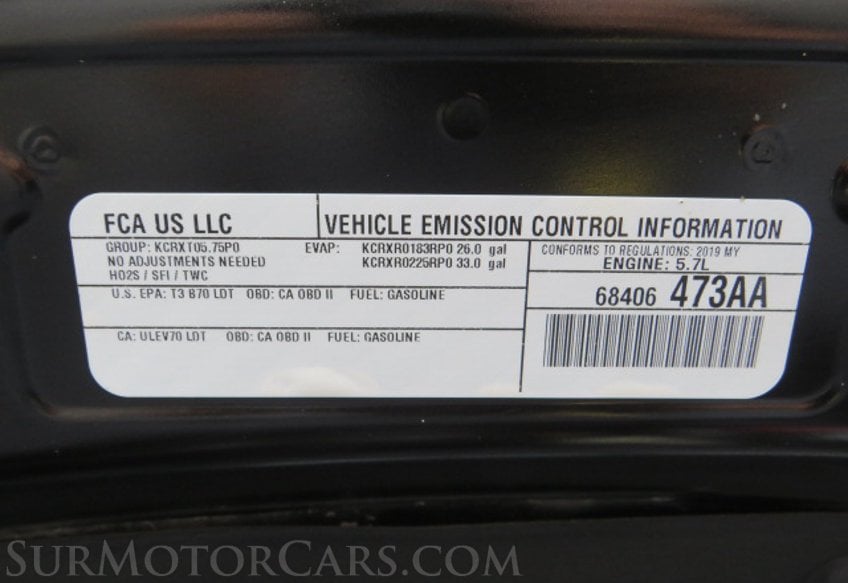 FCA US LLC
VEHICLE EMISSION CONTROL INFORMATION
GROUP: KCRXT05.75P0
NO ADJUSTMENTS NEEDED
HO2S / SFI / TWC
EVAP: KCRXR0183RP0 26.0 gal
KCRXR0225RP0 33.0 gal
CONFORMS TO REGULATIONS: 2019 MY
ENGINE: 5.7L
U.S. EPA: T3 B70 LDT OBD: CA OBD II FUEL: GASOLINE
68406 473AA
CA: ULEV70 LDT OBD: CA OBD II FUEL: GASOLINE
SURMOTORCARS.COM